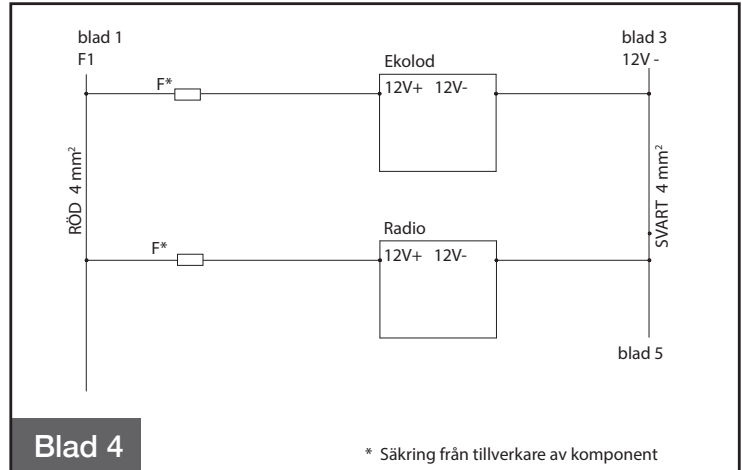 blad 1
F1
blad 3
12V -
Ekolod
F*
12V+ 12V-
RÖD 4 mm²
SVART 4 mm²
Radio
F*
12V+ 12V-
blad 5
Blad 4
* Säkring från tillverkare av komponent